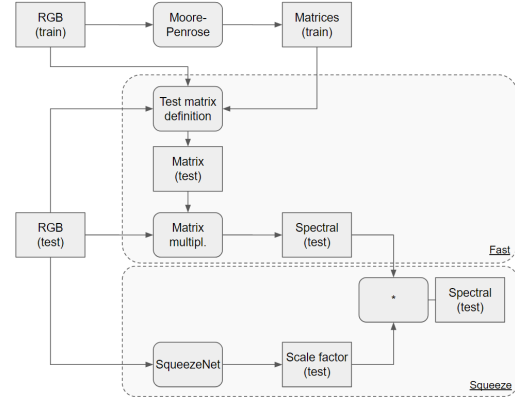 RGB
(train)
Moore-
Penrose
Matrices
(train)
Test matrix
definition
Matrix
(test)
RGB
(test)
Matrix
multipl.
Spectral
(test)
Fast
*
Spectral
(test)
SqueezeNet
Scale factor
(test)
Squeeze